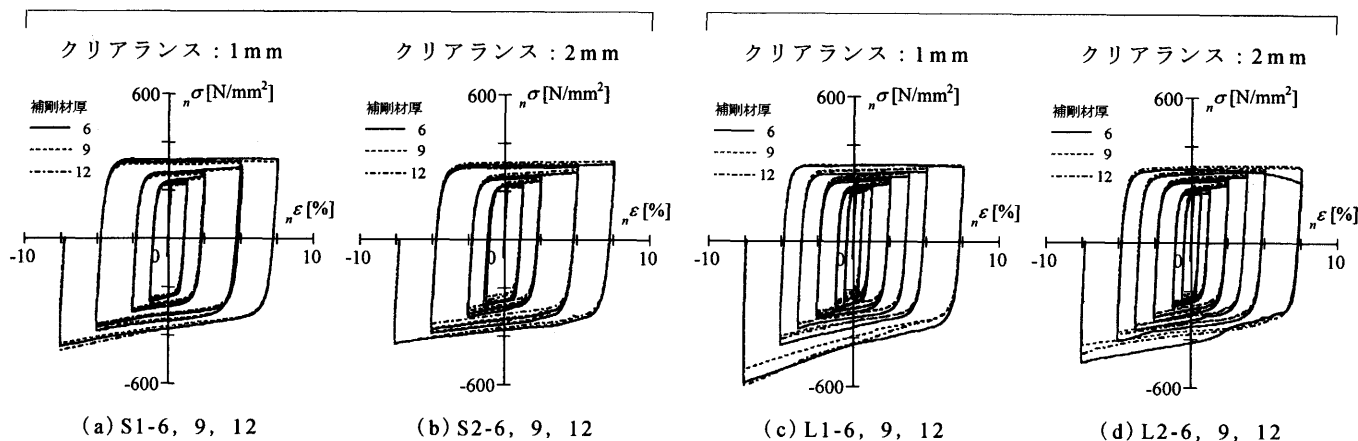 クリアランス：1mm
600
nσ[N/mm²]
補剛材厚
6
9
12
nε[%]
-10
0
10
-600
(a) S1-6, 9, 12
クリアランス：2mm
600
nσ[N/mm²]
補剛材厚
6
9
12
nε[%]
-10
0
10
-600
(b) S2-6, 9, 12
クリアランス：1mm
600
nσ[N/mm²]
補剛材厚
6
9
12
nε[%]
-10
0
10
-600
(c) L1-6, 9, 12
クリアランス：2mm
600
nσ[N/mm²]
補剛材厚
6
9
12
nε[%]
-10
0
10
-600
(d) L2-6, 9, 12